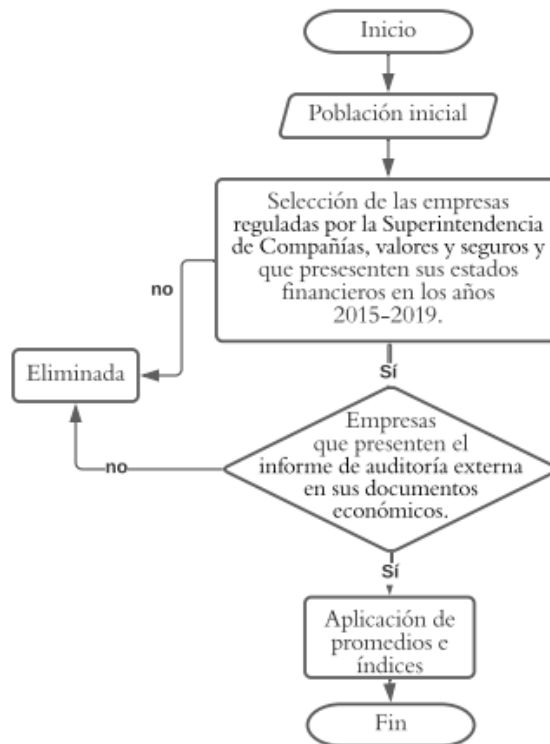 Inicio
Población inicial
Selección de las empresas
reguladas por la Superintendencia
de Compañías, valores y seguros y
que presesenten sus estados
financieros en los años
2015-2019.
no
Sí
Eliminada
Empresas
que presenten el
informe de auditoría externa
en sus documentos
económicos.
no
Sí
Aplicación de
promedios e
índices
Fin